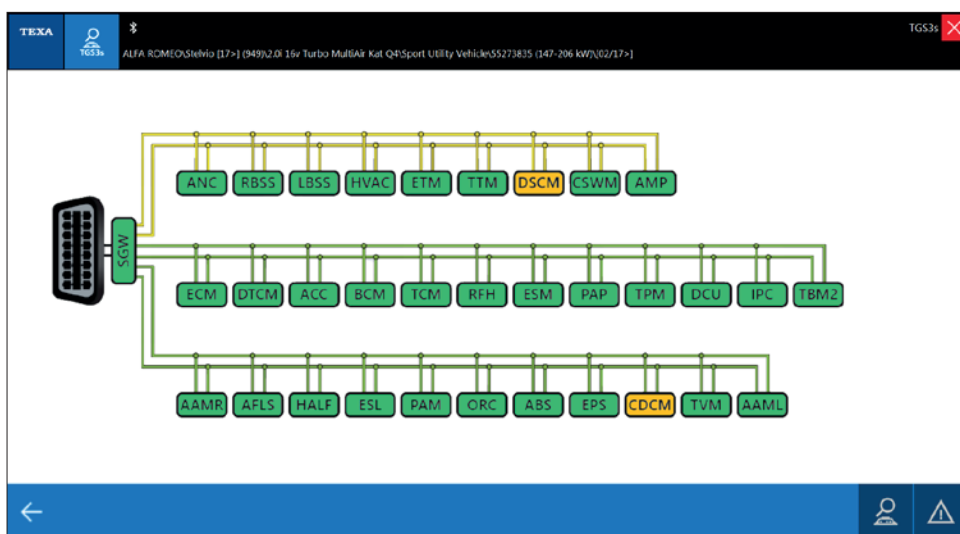 TEXA
TGS3s
TGS3s
ALFA ROMEO\Stelvio [17>] (949)\2.0i 16v Turbo MultiAir Kat Q4\Sport Utility Vehicle\55273835 (147-206 kW)\[02/17>]
ANC RBSS LBSS HVAC ETM TTM DSCM CSWM AMP
SGW
ECM DTCM ACC BCM TCM RFH ESM PAP TPM DCU IPC TBM2
AAMR AFLS HALF ESL PAM ORC ABS EPS CDCM TVM AAML